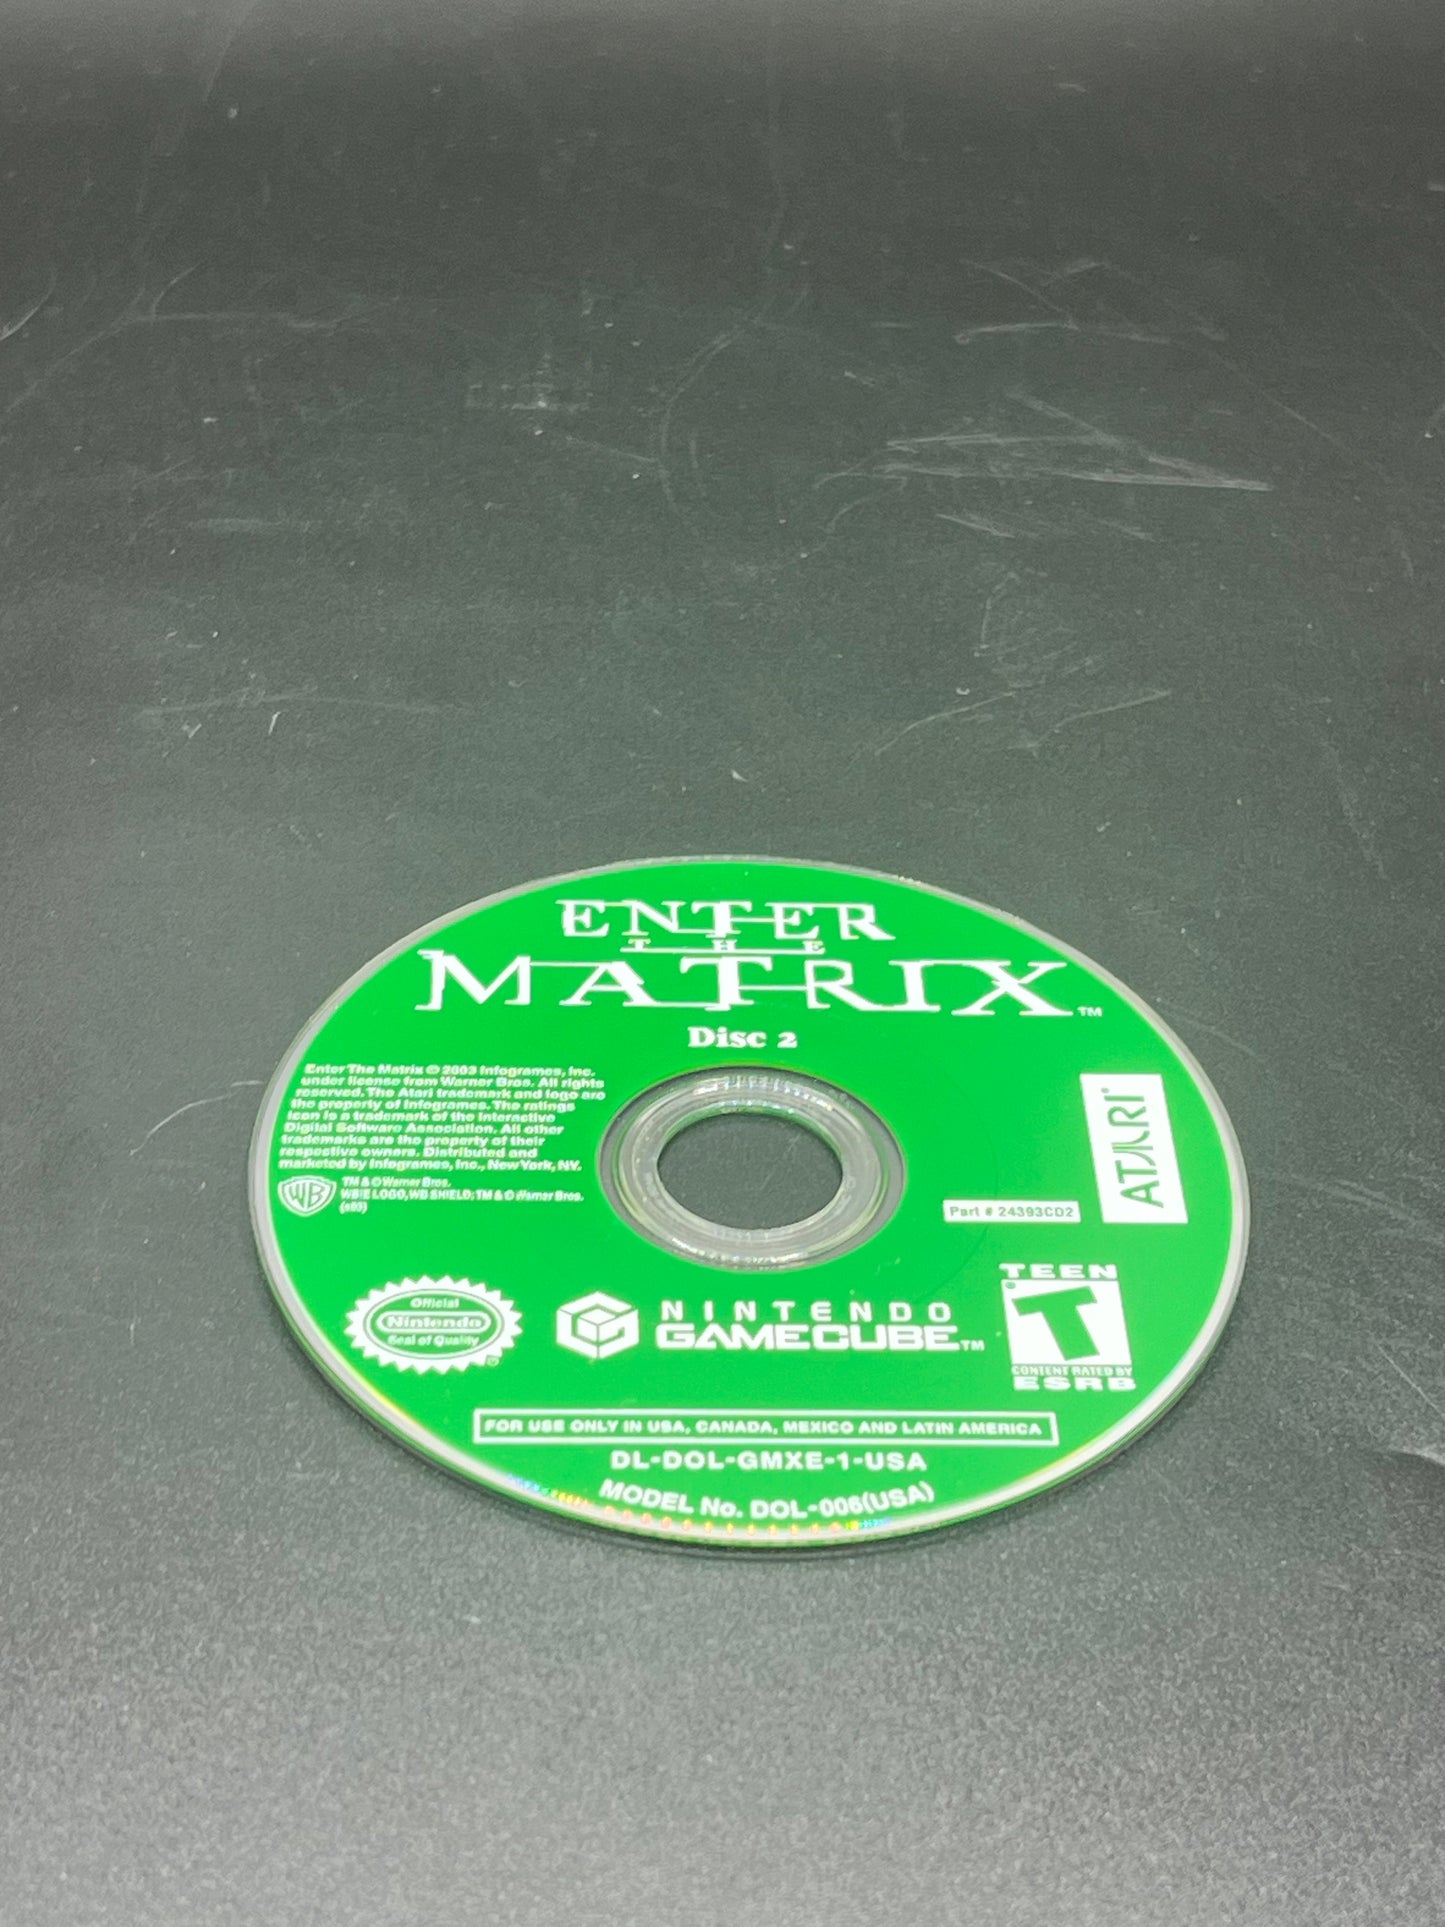 ENTER
THE
MATRIX™
Disc 2
Enter The Matrix © 2003 Infogrames, Inc.
under license from Warner Bros. All rights
reserved. The Atari trademark and logo are
the property of Infogrames. The ratings
icon is a trademark of the Interactive
Digital Software Association. All other
trademarks are the property of their
respective owners. Distributed and
marketed by Infogrames, Inc., New York, NY.
WB
TM & © Warner Bros.
WBIE LOGO, WB SHIELD: TM & © Warner Bros.
(s03)
ATARI®
Part # 24393CD2
Official
Nintendo
Seal of Quality
®
NINTENDO
GAMECUBE™
TEEN
T
CONTENT RATED BY
ESRB
FOR USE ONLY IN USA, CANADA, MEXICO AND LATIN AMERICA
DL-DOL-GMXE-1-USA
MODEL No. DOL-006(USA)